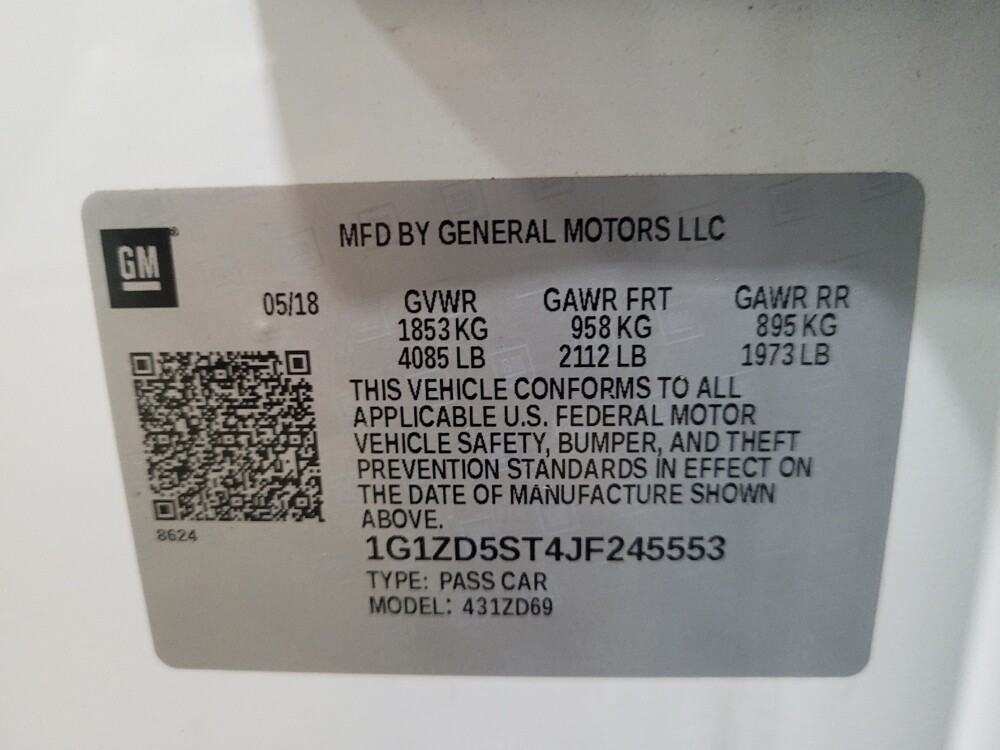 MFD BY GENERAL MOTORS LLC
GM®
05/18 GVWR GAWR FRT GAWR RR
1853 KG 958 KG 895 KG
4085 LB 2112 LB 1973 LB
THIS VEHICLE CONFORMS TO ALL
APPLICABLE U.S. FEDERAL MOTOR
VEHICLE SAFETY, BUMPER, AND THEFT
PREVENTION STANDARDS IN EFFECT ON
THE DATE OF MANUFACTURE SHOWN
ABOVE.
8624
1G1ZD5ST4JF245553
TYPE: PASS CAR
MODEL: 431ZD69